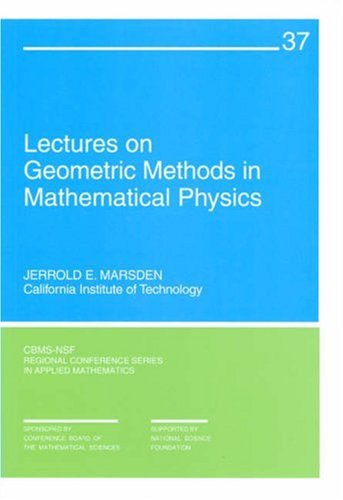 37
Lectures on
Geometric Methods in
Mathematical Physics
JERROLD E. MARSDEN
California Institute of Technology
CBMS-NSF
REGIONAL CONFERENCE SERIES
IN APPLIED MATHEMATICS
SPONSORED BY
CONFERENCE BOARD OF
THE MATHEMATICAL SCIENCES
SUPPORTED BY
NATIONAL SCIENCE
FOUNDATION